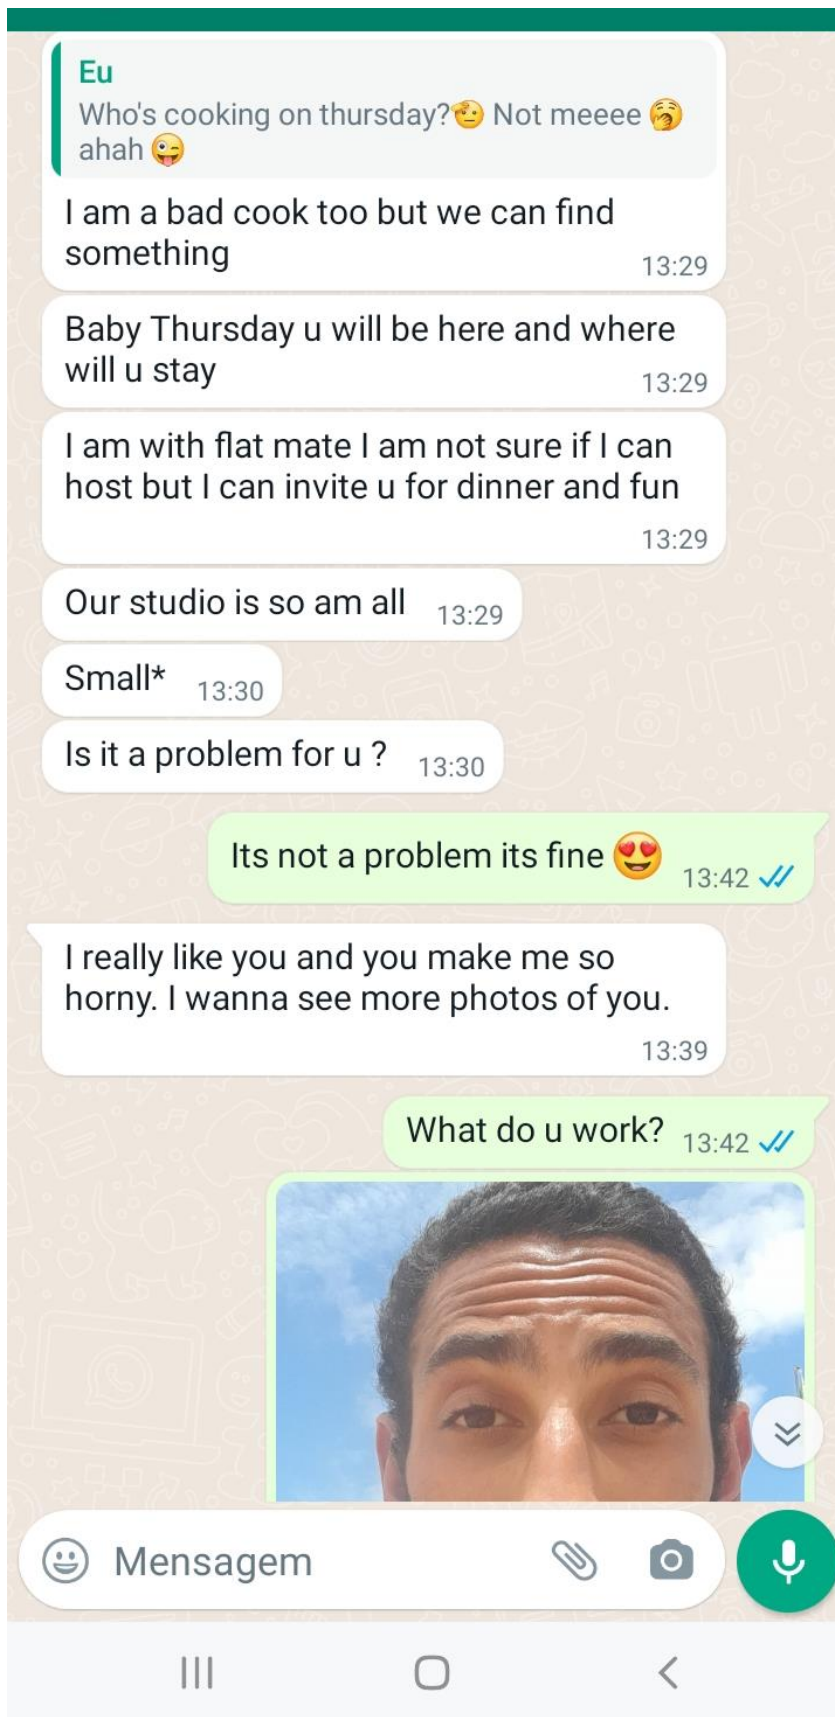 Eu
Who's cooking on thursday?🫡 Not meeee 🥱
ahah 😜
I am a bad cook too but we can find
something
13:29
Baby Thursday u will be here and where
will u stay
13:29
I am with flat mate I am not sure if I can
host but I can invite u for dinner and fun
13:29
Our studio is so am all 13:29
Small* 13:30
Is it a problem for u ? 13:30
Its not a problem its fine 😍 13:42
I really like you and you make me so
horny. I wanna see more photos of you.
13:39
What do u work? 13:42
Mensagem